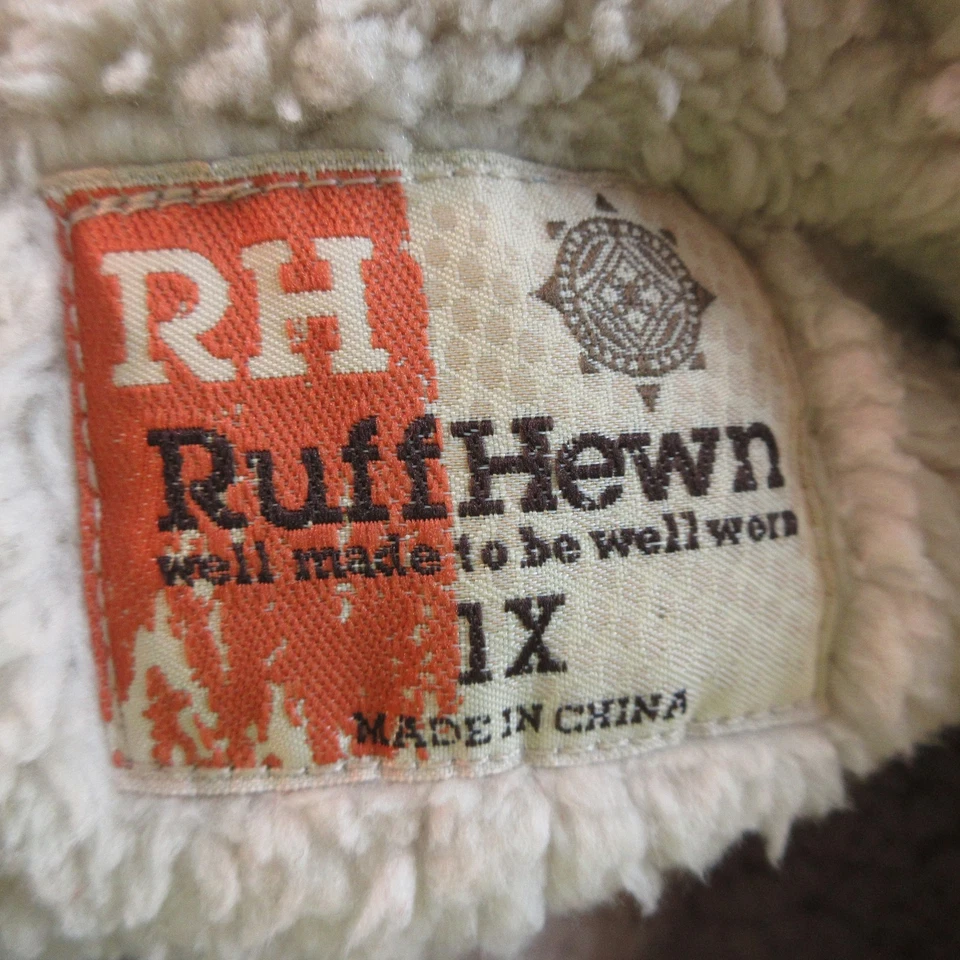 RH
RuffHewn
well made to be well worn
1X
MADE IN CHINA